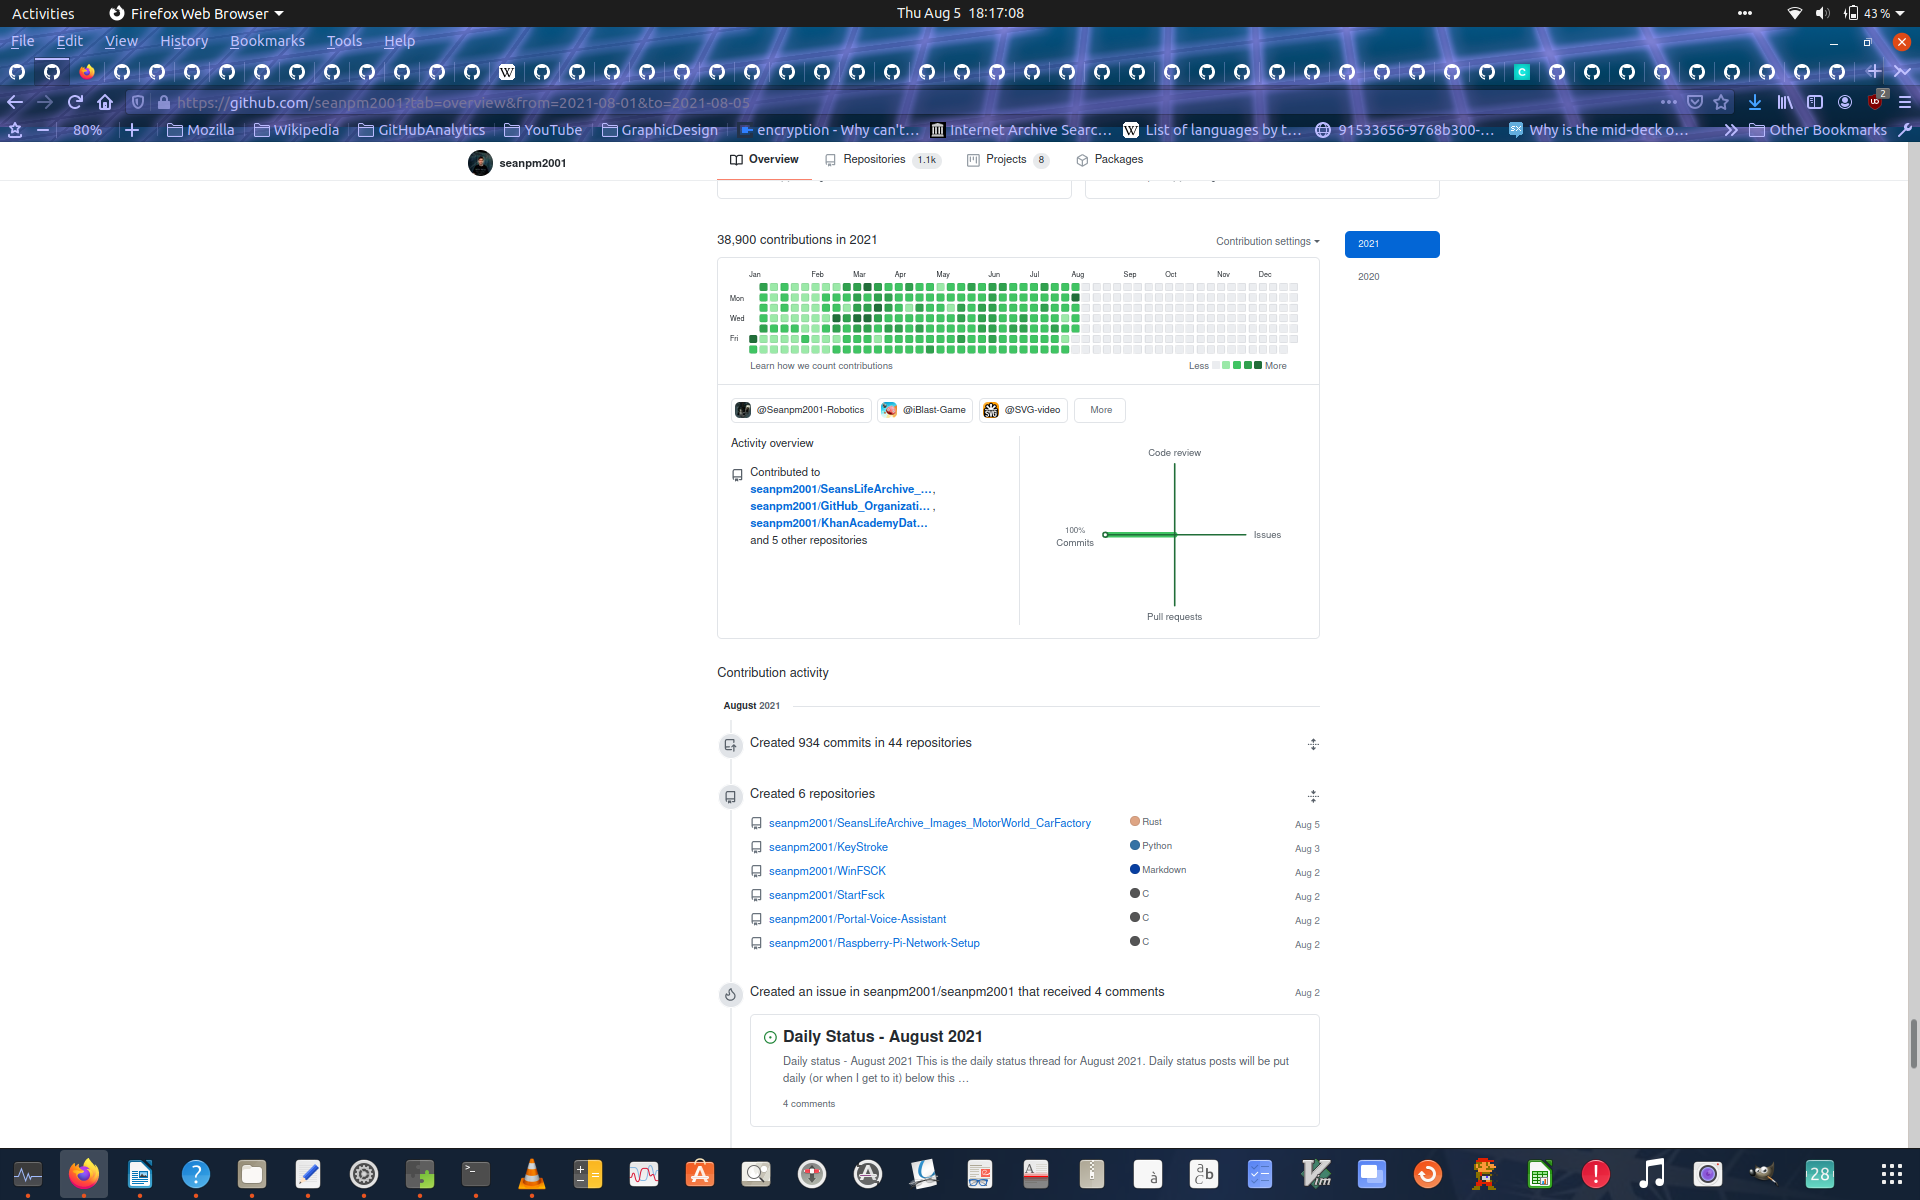 Activities
Firefox Web Browser
Thu Aug 5 18:17:08
43 %
File Edit View History Bookmarks Tools Help
https://github.com/seanpm2001?tab=overview&from=2021-08-01&to=2021-08-05
2
80%
Mozilla
Wikipedia
GitHubAnalytics
YouTube
GraphicDesign
encryption - Why can't…
Internet Archive Searc…
List of languages by t…
91533656-9768b300-…
Why is the mid-deck o…
Other Bookmarks
seanpm2001
Overview
Repositories 1.1k
Projects 8
Packages
38,900 contributions in 2021
Contribution settings
2021
2020
Jan Feb Mar Apr May Jun Jul Aug Sep Oct Nov Dec
Mon
Wed
Fri
Learn how we count contributions
Less
More
@Seanpm2001-Robotics
@iBlast-Game
@SVG-video
More
Activity overview
Contributed to
seanpm2001/SeansLifeArchive_… ,
seanpm2001/GitHub_Organizati… ,
seanpm2001/KhanAcademyDat…
and 5 other repositories
Code review
100%
Commits
Issues
Pull requests
Contribution activity
August 2021
Created 934 commits in 44 repositories
Created 6 repositories
seanpm2001/SeansLifeArchive_Images_MotorWorld_CarFactory Rust Aug 5
seanpm2001/KeyStroke Python Aug 3
seanpm2001/WinFSCK Markdown Aug 2
seanpm2001/StartFsck C Aug 2
seanpm2001/Portal-Voice-Assistant C Aug 2
seanpm2001/Raspberry-Pi-Network-Setup C Aug 2
Created an issue in seanpm2001/seanpm2001 that received 4 comments Aug 2
Daily Status - August 2021
Daily status - August 2021 This is the daily status thread for August 2021. Daily status posts will be put
daily (or when I get to it) below this …
4 comments
28